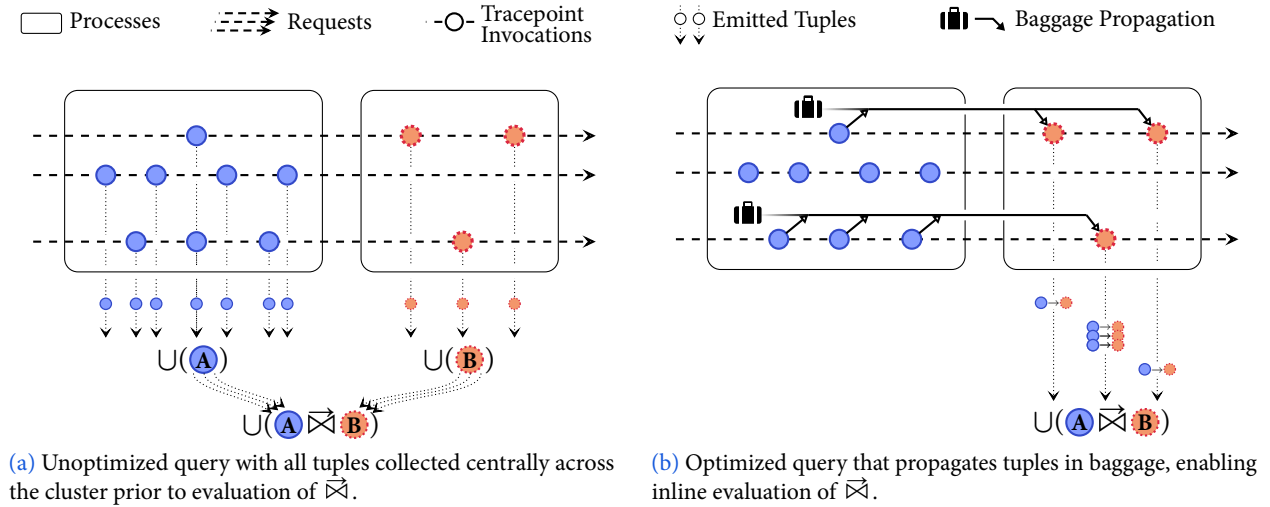 Processes
Requests
Tracepoint
Invocations
Emitted Tuples
Baggage Propagation
∪(A)
∪(B)
∪(A ⋈⃗ B)
(a) Unoptimized query with all tuples collected centrally across
the cluster prior to evaluation of ⋈⃗.
∪(A ⋈⃗ B)
(b) Optimized query that propagates tuples in baggage, enabling
inline evaluation of ⋈⃗.